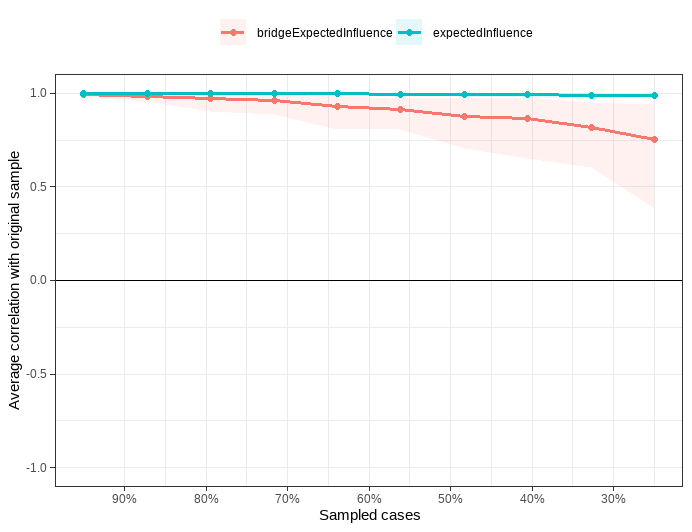 bridgeExpectedInfluence expectedInfluence
Average correlation with original sample
1.0
0.5
0.0
-0.5
-1.0
90% 80% 70% 60% 50% 40% 30%
Sampled cases